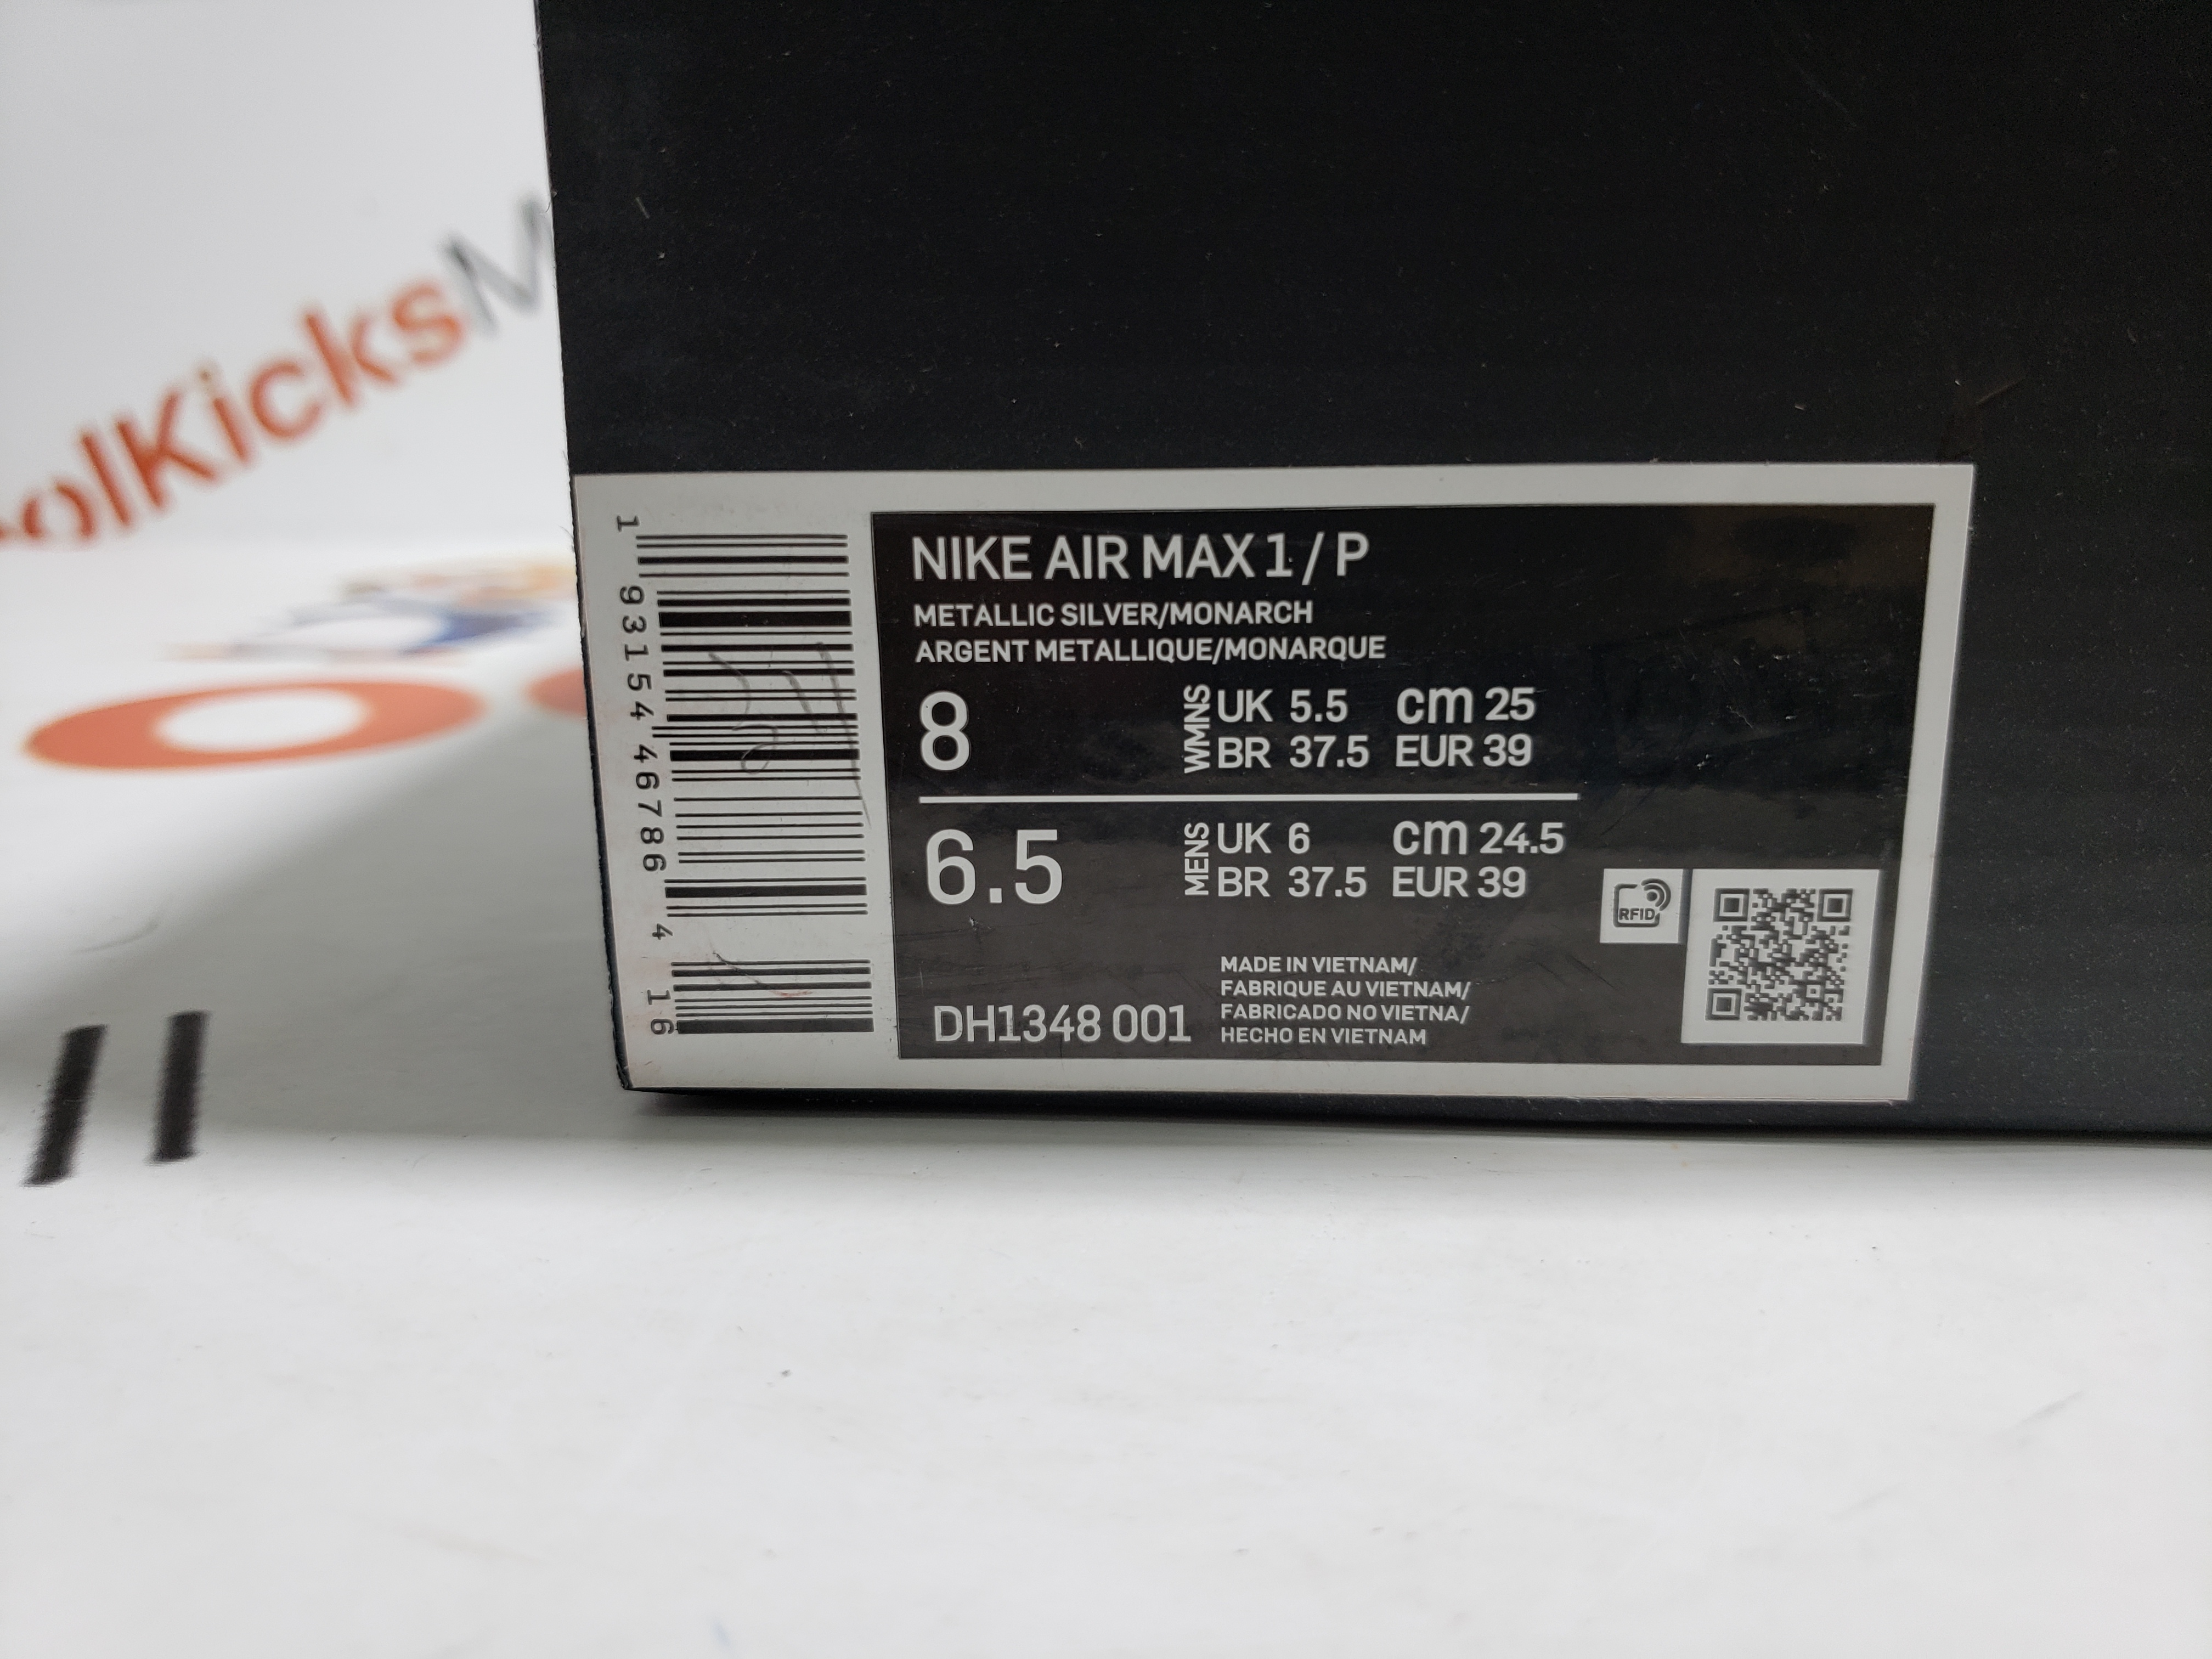 olKicksM
1 93154 46786 4 16
NIKE AIR MAX 1 / P
METALLIC SILVER/MONARCH
ARGENT METALLIQUE/MONARQUE
8 WMNS UK 5.5 cm 25
BR 37.5 EUR 39
6.5 MENS UK 6 cm 24.5
BR 37.5 EUR 39
RFID
MADE IN VIETNAM/
FABRIQUE AU VIETNAM/
FABRICADO NO VIETNA/
HECHO EN VIETNAM
DH1348 001